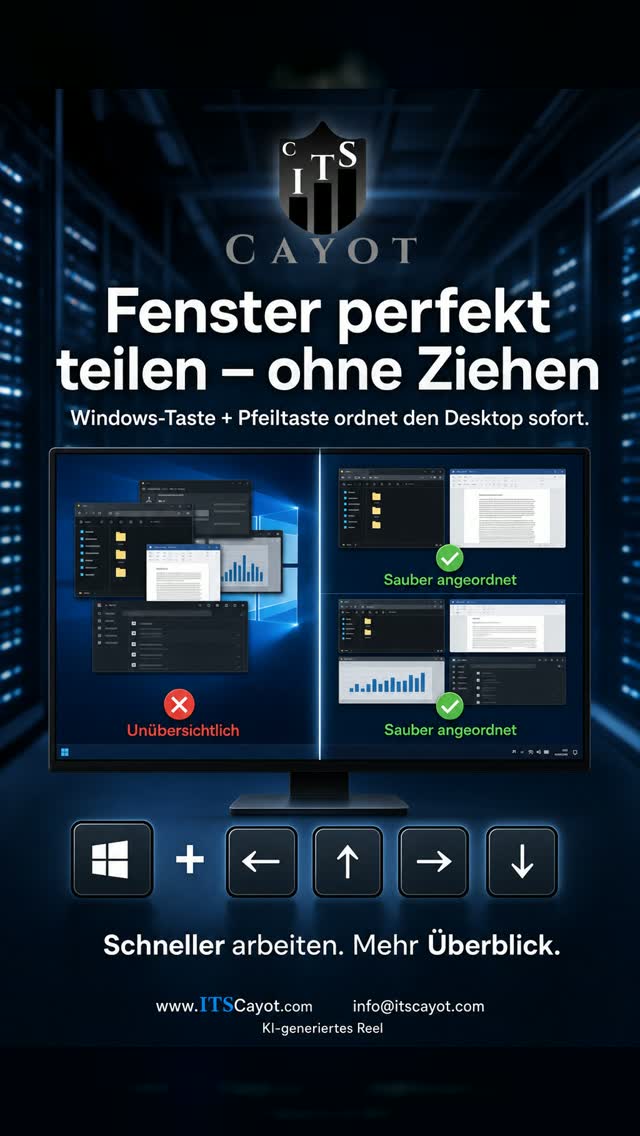 C ITS
CAYOT
Fenster perfekt
teilen – ohne Ziehen
Windows-Taste + Pfeiltaste ordnet den Desktop sofort.
Sauber angeordnet
Unübersichtlich
Sauber angeordnet
+ ← ↑ → ↓
Schneller arbeiten. Mehr Überblick.
www.ITSCayot.com info@itscayot.com
KI-generiertes Reel